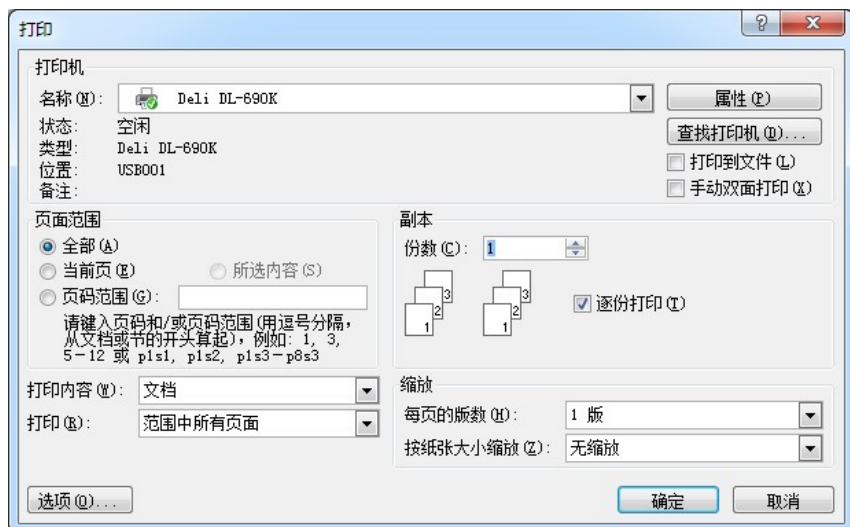 打印
打印机
名称(N): Deli DL-690K 属性(P)
状态: 空闲 查找打印机(D)...
类型: Deli DL-690K 打印到文件(L)
位置: USB001 手动双面打印(X)
备注:
页面范围 副本
全部(A) 份数(C): 1
当前页(E) 所选内容(S)
页码范围(G):
1 2 3 1 2 3 逐份打印(T)
请键入页码和/或页码范围(用逗号分隔,
从文档或节的开头算起), 例如: 1, 3,
5-12 或 p1s1, p1s2, p1s3-p8s3
打印内容(W): 文档 缩放
打印(R): 范围中所有页面 每页的版数(H): 1 版
按纸张大小缩放(Z): 无缩放
选项(O)... 确定 取消